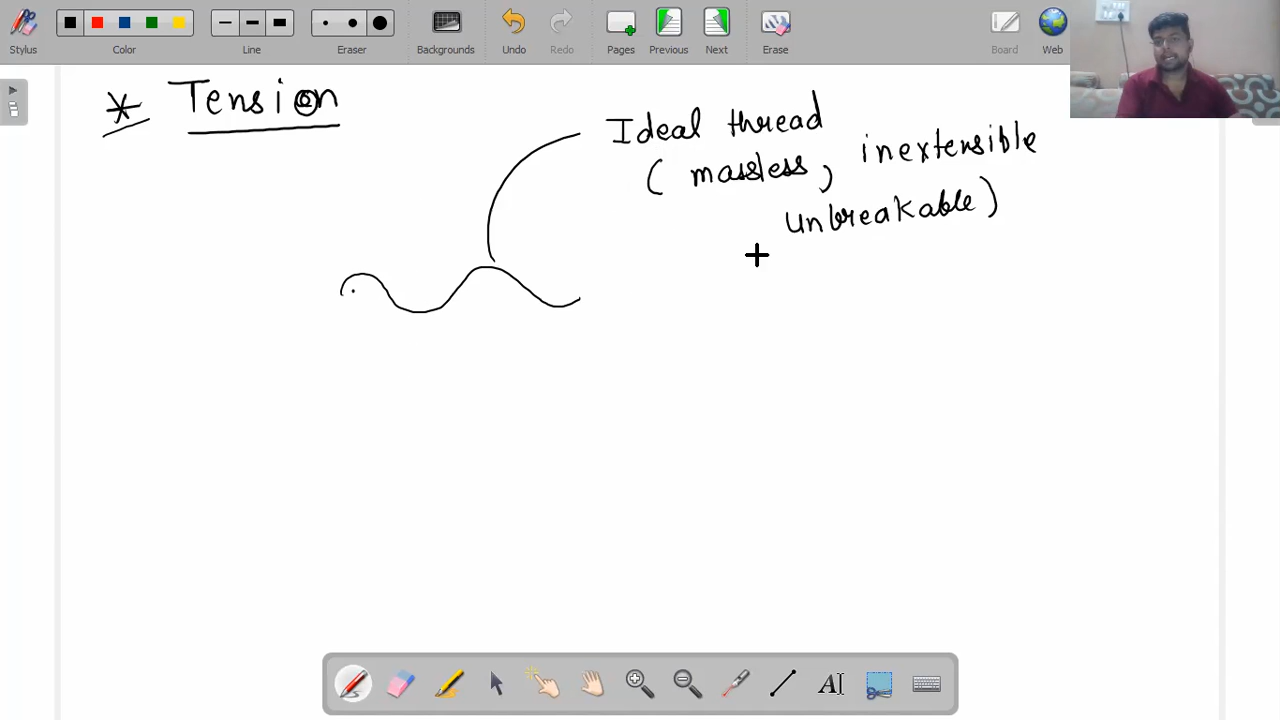 Stylus
Color
Line
Eraser
Backgrounds
Undo
Redo
Pages
Previous
Next
Erase
Board
Web
* Tension
Ideal thread
( massless, inextensible
unbreakable)